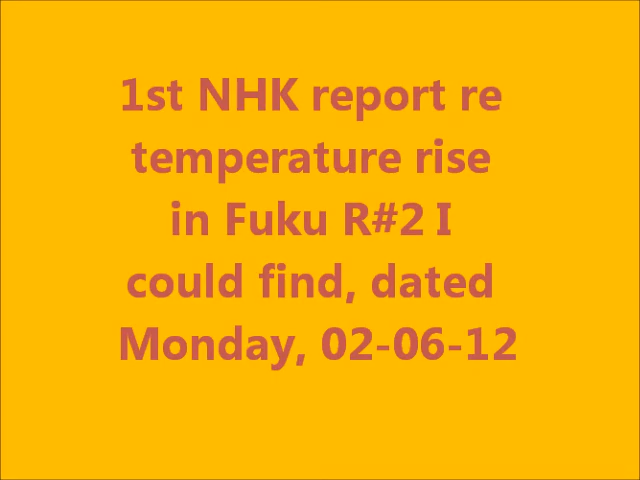 1st NHK report re
temperature rise
in Fuku R#2 I
could find, dated
Monday, 02-06-12